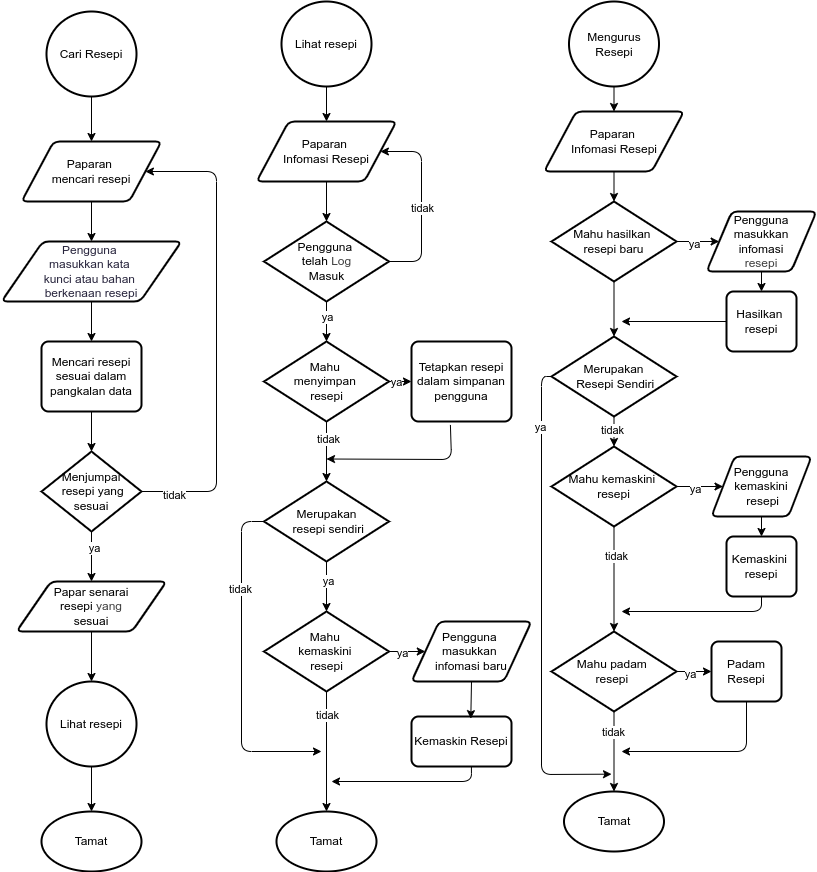 Cari Resepi
Paparan
mencari resepi
Pengguna
masukkan kata
kunci atau bahan
berkenaan resepi
Mencari resepi
sesuai dalam
pangkalan data
Menjumpai
resepi yang
sesuai
tidak
ya
Papar senarai
resepi yang
sesuai
Lihat resepi
Tamat
Lihat resepi
Paparan
Infomasi Resepi
tidak
Pengguna
telah Log
Masuk
ya
Mahu
menyimpan
resepi
ya
Tetapkan resepi
dalam simpanan
pengguna
tidak
Merupakan
resepi sendiri
tidak
ya
Mahu
kemaskini
resepi
ya
Pengguna
masukkan
infomasi baru
tidak
Kemaskin Resepi
Tamat
Mengurus
Resepi
Paparan
Infomasi Resepi
Mahu hasilkan
resepi baru
ya
Pengguna
masukkan
infomasi
resepi
Hasilkan
resepi
Merupakan
Resepi Sendiri
ya
tidak
Mahu kemaskini
resepi
ya
Pengguna
kemaskini
resepi
tidak
Kemaskini
resepi
Mahu padam
resepi
ya
Padam
Resepi
tidak
Tamat